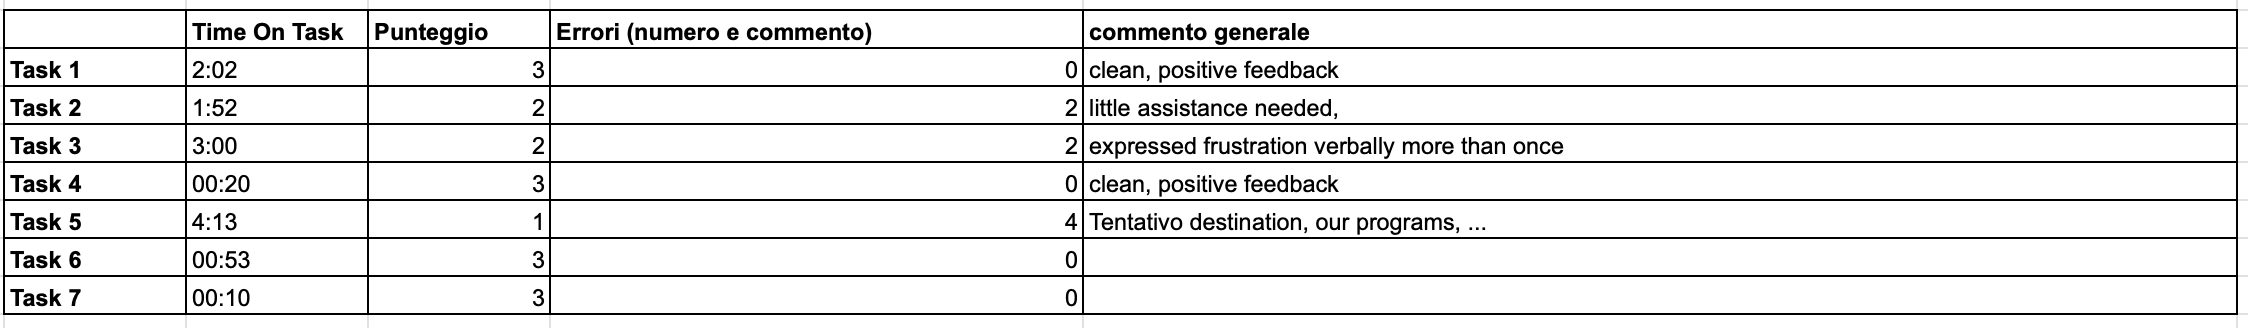 Time On Task Punteggio Errori (numero e commento) commento generale
Task 1 2:02 3 0 clean, positive feedback
Task 2 1:52 2 2 little assistance needed,
Task 3 3:00 2 2 expressed frustration verbally more than once
Task 4 00:20 3 0 clean, positive feedback
Task 5 4:13 1 4 Tentativo destination, our programs, ...
Task 6 00:53 3 0
Task 7 00:10 3 0